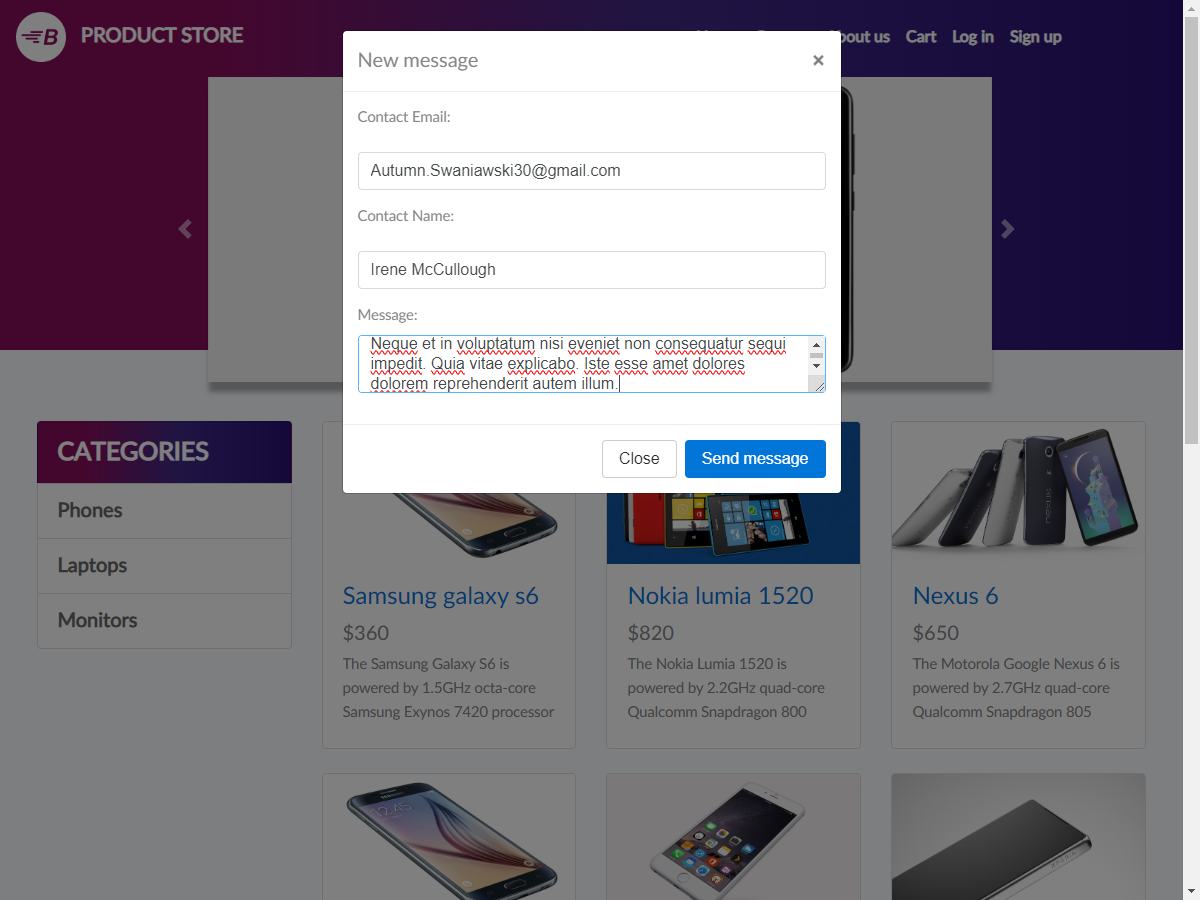 PRODUCT STORE
out us Cart Log in Sign up
New message
×
Contact Email:
Autumn.Swaniawski30@gmail.com
Contact Name:
Irene McCullough
Message:
Neque et in voluptatum nisi eveniet non consequatur sequi
impedit. Quia vitae explicabo. Iste esse amet dolores
dolorem reprehenderit autem illum.
Close Send message
CATEGORIES
Phones
Laptops
Monitors
Samsung galaxy s6
$360
The Samsung Galaxy S6 is
powered by 1.5GHz octa-core
Samsung Exynos 7420 processor
Nokia lumia 1520
$820
The Nokia Lumia 1520 is
powered by 2.2GHz quad-core
Qualcomm Snapdragon 800
Nexus 6
$650
The Motorola Google Nexus 6 is
powered by 2.7GHz quad-core
Qualcomm Snapdragon 805
SAMSUNG
12:45